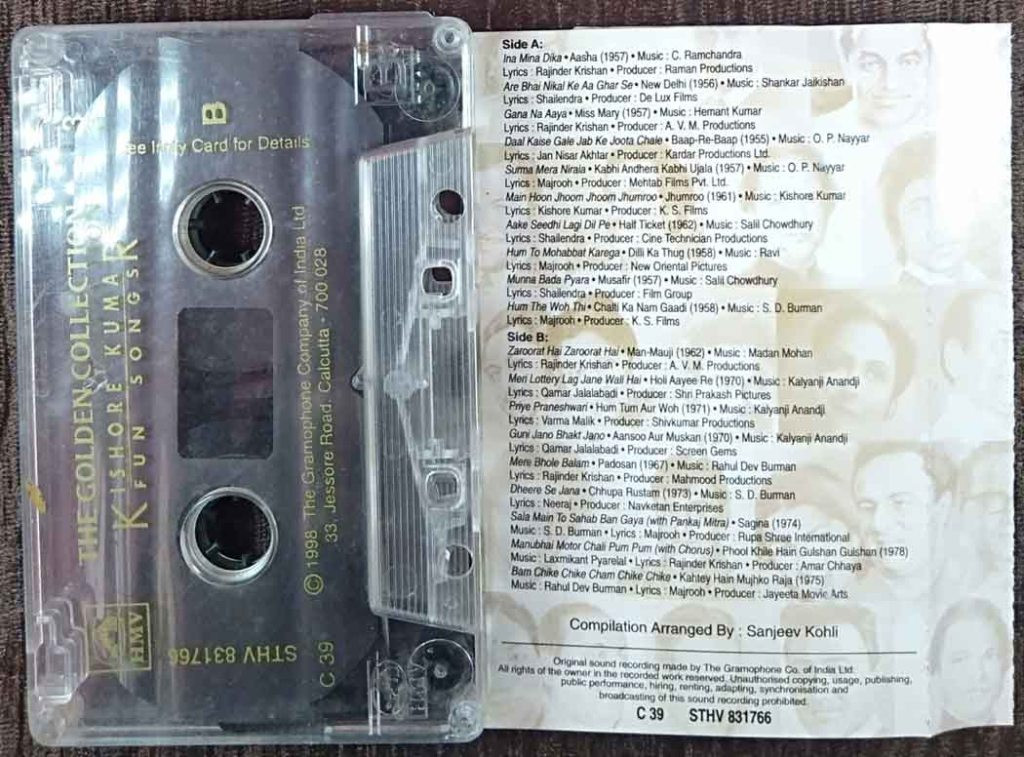 THE GOLDEN COLLECTION
KISHORE KUMAR
FUN SONGS
B
Card for Details
© 1998 The Gramophone Company of India Ltd
33, Jessore Road, Calcutta - 700 028
HMV
STHV 831766
C 39
HMV
Side A:
Ina Mina Dika • Aasha (1957) • Music : C. Ramchandra
Lyrics : Rajinder Krishan • Producer : Raman Productions
Are Bhai Nikal Ke Aa Ghar Se • New Delhi (1956) • Music : Shankar Jaikishan
Lyrics : Shailendra • Producer : De Lux Films
Gana Na Aaya • Miss Mary (1957) • Music : Hemant Kumar
Lyrics : Rajinder Krishan • Producer : A. V. M. Productions
Daal Kaise Gale Jab Ke Joota Chale • Baap-Re-Baap (1955) • Music : O. P. Nayyar
Lyrics : Jan Nisar Akhtar • Producer : Kardar Productions Ltd.
Surma Mera Nirala • Kabhi Andhera Kabhi Ujala (1957) • Music : O. P. Nayyar
Lyrics : Majrooh • Producer : Mehtab Films Pvt. Ltd.
Main Hoon Jhoom Jhoom Jhumroo • Jhumroo (1961) • Music : Kishore Kumar
Lyrics : Kishore Kumar • Producer : K. S. Films
Aake Seedhi Lagi Dil Pe • Half Ticket (1962) • Music : Salil Chowdhury
Lyrics : Shailendra • Producer : Cine Technician Productions
Hum To Mohabbat Karega • Dilli Ka Thug (1958) • Music : Ravi
Lyrics : Majrooh • Producer : New Oriental Pictures
Munna Bada Pyara • Musafir (1957) • Music : Salil Chowdhury
Lyrics : Shailendra • Producer : Film Group
Hum The Woh Thi • Chalti Ka Nam Gaadi (1958) • Music : S. D. Burman
Lyrics : Majrooh • Producer : K. S. Films
Side B:
Zaroorat Hai Zaroorat Hai • Man-Mauji (1962) • Music : Madan Mohan
Lyrics : Rajinder Krishan • Producer : A. V. M. Productions
Meri Lottery Lag Jane Wali Hai • Holi Aayee Re (1970) • Music : Kalyanji Anandji
Lyrics : Qamar Jalalabadi • Producer : Shri Prakash Pictures
Priye Praneshwari • Hum Tum Aur Woh (1971) • Music : Kalyanji Anandji
Lyrics : Varma Malik • Producer : Shivkumar Productions
Guni Jano Bhakt Jano • Aansoo Aur Muskan (1970) • Music : Kalyanji Anandji
Lyrics : Qamar Jalalabadi • Producer : Screen Gems
Mere Bhole Balam • Padosan (1967) • Music : Rahul Dev Burman
Lyrics : Rajinder Krishan • Producer : Mahmood Productions
Dheere Se Jana • Chhupa Rustam (1973) • Music : S. D. Burman
Lyrics : Neeraj • Producer : Navketan Enterprises
Sala Main To Sahab Ban Gaya (with Pankaj Mitra) • Sagina (1974)
Music : S. D. Burman • Lyrics : Majrooh • Producer : Rupa Shree International
Manubhai Motor Chali Pum Pum (with Chorus) • Phool Khile Hain Gulshan Gulshan (1978)
Music : Laxmikant Pyarelal • Lyrics : Rajinder Krishan • Producer : Amar Chhaya
Bam Chike Chike Cham Chike Chike • Kahtey Hain Mujhko Raja (1975)
Music : Rahul Dev Burman • Lyrics : Majrooh • Producer : Jayeeta Movie Arts
Compilation Arranged By : Sanjeev Kohli
Original sound recording made by The Gramophone Co. of India Ltd.
All rights of the owner in the recorded work reserved. Unauthorised copying, usage, publishing,
public performance, hiring, renting, adapting, synchronisation and
broadcasting of this sound recording prohibited.
C 39 STHV 831766